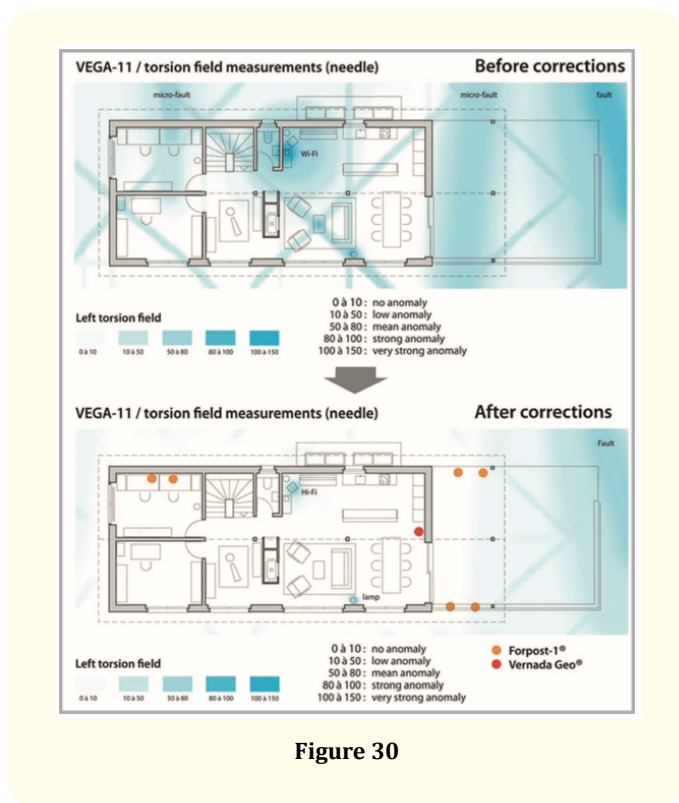 VEGA-11 / torsion field measurements (needle)
Before corrections
micro-fault
micro-fault
fault
Wi-Fi
Left torsion field
0 à 10
10 à 50
50 à 80
80 à 100
100 à 150
0 à 10 : no anomaly
10 à 50 : low anomaly
50 à 80 : mean anomaly
80 à 100 : strong anomaly
100 à 150 : very strong anomaly
VEGA-11 / torsion field measurements (needle)
After corrections
Fault
Hi-Fi
lamp
Left torsion field
0 à 10
10 à 50
50 à 80
80 à 100
100 à 150
0 à 10 : no anomaly
10 à 50 : low anomaly
50 à 80 : mean anomaly
80 à 100 : strong anomaly
100 à 150 : very strong anomaly
Forpost-1®
Vernada Geo®
Figure 30